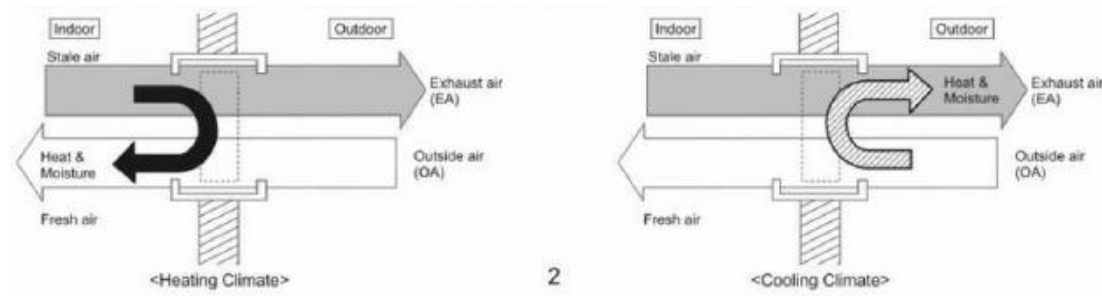 Indoor
Outdoor
Stale air
Exhaust air
(EA)
Heat &
Moisture
Outside air
(OA)
Fresh air
<Heating Climate>
2
Indoor
Outdoor
Stale air
Heat &
Moisture
Exhaust air
(EA)
Outside air
(OA)
Fresh air
<Cooling Climate>